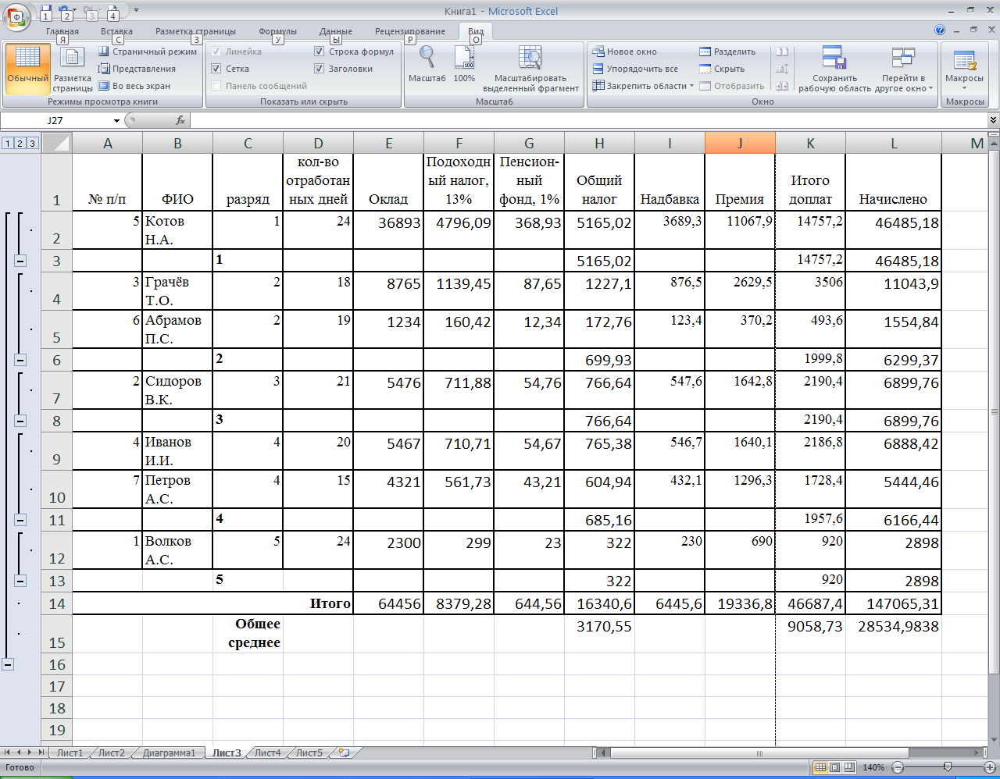 Книга1 - Microsoft Excel
Ф 1 2 3 4
Главная Вставка Разметка страницы Формулы Данные Рецензирование Вид
Я С З У Ы Р О
Обычный
Разметка страницы
Страничный режим
Представления
Во весь экран
Режимы просмотра книги
Линейка
Сетка
Панель сообщений
Строка формул
Заголовки
Показать или скрыть
Масштаб
100%
Масштабировать выделенный фрагмент
Масштаб
Новое окно
Упорядочить все
Закрепить области
Разделить
Скрыть
Отобразить
Сохранить рабочую область
Перейти в другое окно
Окно
Макросы
Макросы
J27 fx
1 2 3
A B C D E F G H I J K L M
1 № п/п ФИО разряд кол-во отработан ных дней Оклад Подоходн ый налог, 13% Пенсион- ный фонд, 1% Общий налог Надбавка Премия Итого доплат Начислено
2 5 Котов Н.А. 1 24 36893 4796,09 368,93 5165,02 3689,3 11067,9 14757,2 46485,18
3 1 5165,02 14757,2 46485,18
4 3 Грачёв Т.О. 2 18 8765 1139,45 87,65 1227,1 876,5 2629,5 3506 11043,9
5 6 Абрамов П.С. 2 19 1234 160,42 12,34 172,76 123,4 370,2 493,6 1554,84
6 2 699,93 1999,8 6299,37
7 2 Сидоров В.К. 3 21 5476 711,88 54,76 766,64 547,6 1642,8 2190,4 6899,76
8 3 766,64 2190,4 6899,76
9 4 Иванов И.И. 4 20 5467 710,71 54,67 765,38 546,7 1640,1 2186,8 6888,42
10 7 Петров А.С. 4 15 4321 561,73 43,21 604,94 432,1 1296,3 1728,4 5444,46
11 4 685,16 1957,6 6166,44
12 1 Волков А.С. 5 24 2300 299 23 322 230 690 920 2898
13 5 322 920 2898
14 Итого 64456 8379,28 644,56 16340,6 6445,6 19336,8 46687,4 147065,31
15 Общее среднее 3170,55 9058,73 28534,9838
16
17
18
19
Лист1 Лист2 Диаграмма1 Лист3 Лист4 Лист5
Готово 140%